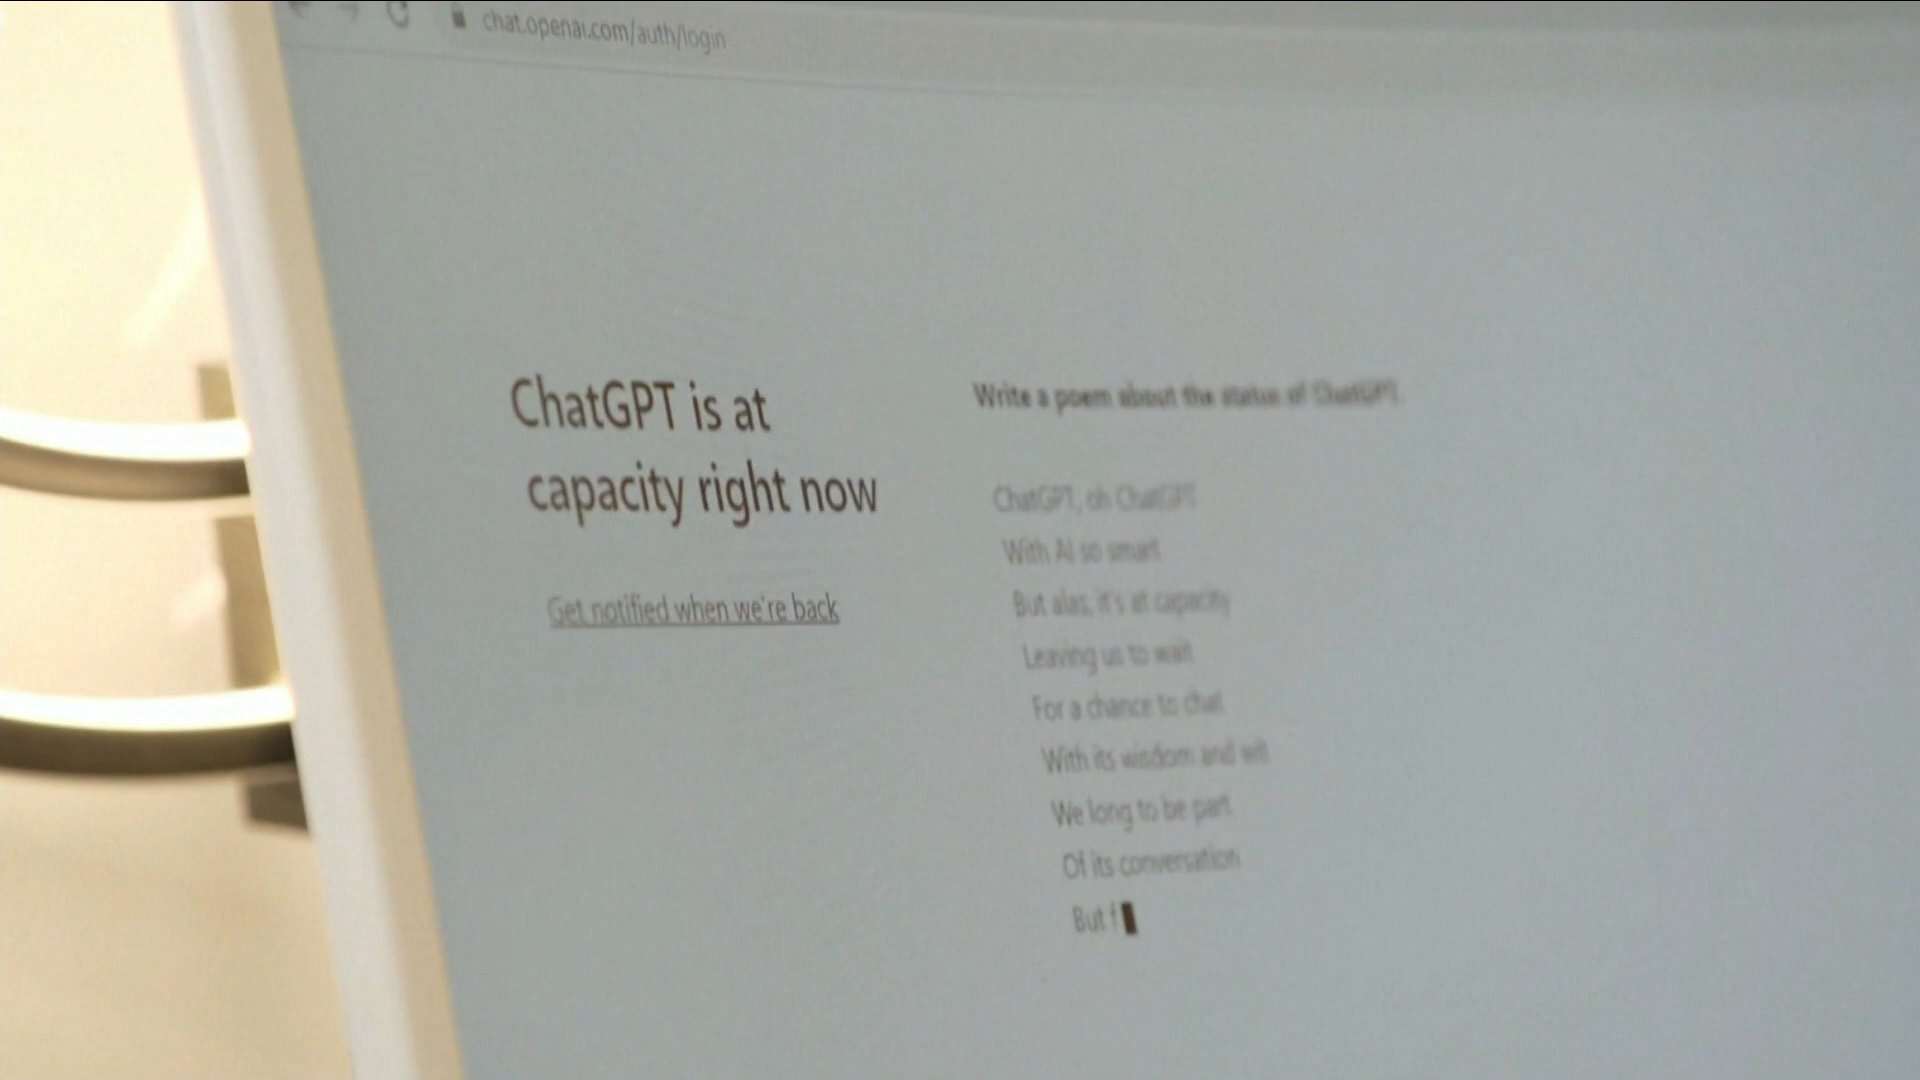 chat.openai.com/auth/login
ChatGPT is at
capacity right now
Get notified when we're back
Write a poem about the status of ChatGPT.
ChatGPT, oh ChatGPT
With AI so smart
But alas, it's at capacity
Leaving us to wait
For a chance to chat
With its wisdom and wit
We long to be part
Of its conversation
But f